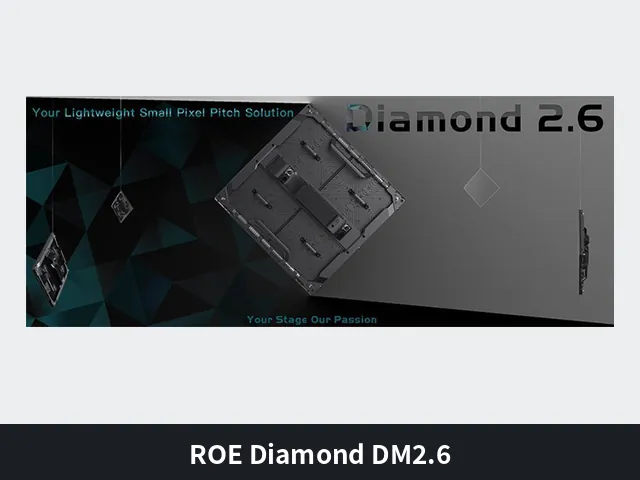 Your Lightweight Small Pixel Pitch Solution
Diamond 2.6
Your Stage Our Passion
ROE Diamond DM2.6